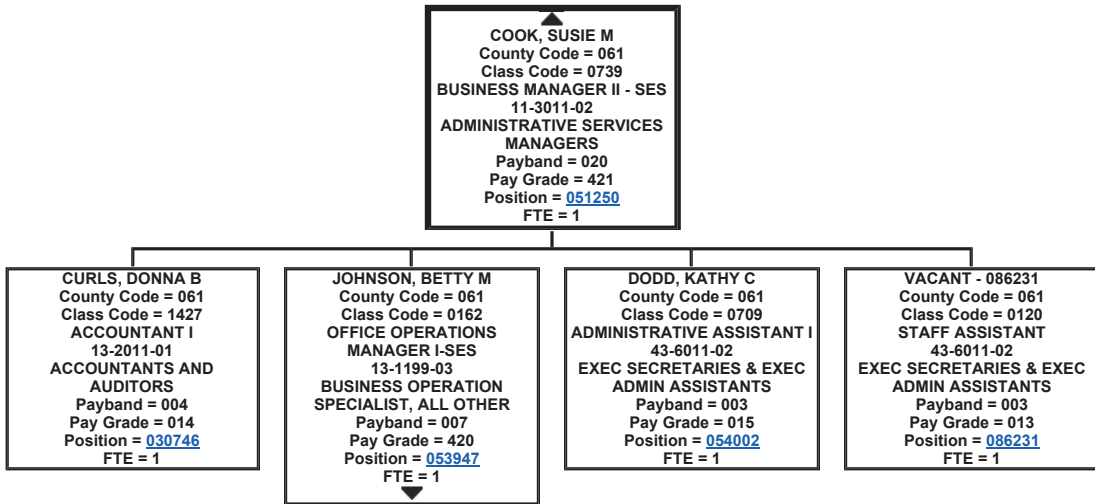 COOK, SUSIE M
County Code = 061
Class Code = 0739
BUSINESS MANAGER II - SES
11-3011-02
ADMINISTRATIVE SERVICES
MANAGERS
Payband = 020
Pay Grade = 421
Position = 051250
FTE = 1
CURLS, DONNA B
County Code = 061
Class Code = 1427
ACCOUNTANT I
13-2011-01
ACCOUNTANTS AND
AUDITORS
Payband = 004
Pay Grade = 014
Position = 030746
FTE = 1
JOHNSON, BETTY M
County Code = 061
Class Code = 0162
OFFICE OPERATIONS
MANAGER I-SES
13-1199-03
BUSINESS OPERATION
SPECIALIST, ALL OTHER
Payband = 007
Pay Grade = 420
Position = 053947
FTE = 1
DODD, KATHY C
County Code = 061
Class Code = 0709
ADMINISTRATIVE ASSISTANT I
43-6011-02
EXEC SECRETARIES & EXEC
ADMIN ASSISTANTS
Payband = 003
Pay Grade = 015
Position = 054002
FTE = 1
VACANT - 086231
County Code = 061
Class Code = 0120
STAFF ASSISTANT
43-6011-02
EXEC SECRETARIES & EXEC
ADMIN ASSISTANTS
Payband = 003
Pay Grade = 013
Position = 086231
FTE = 1